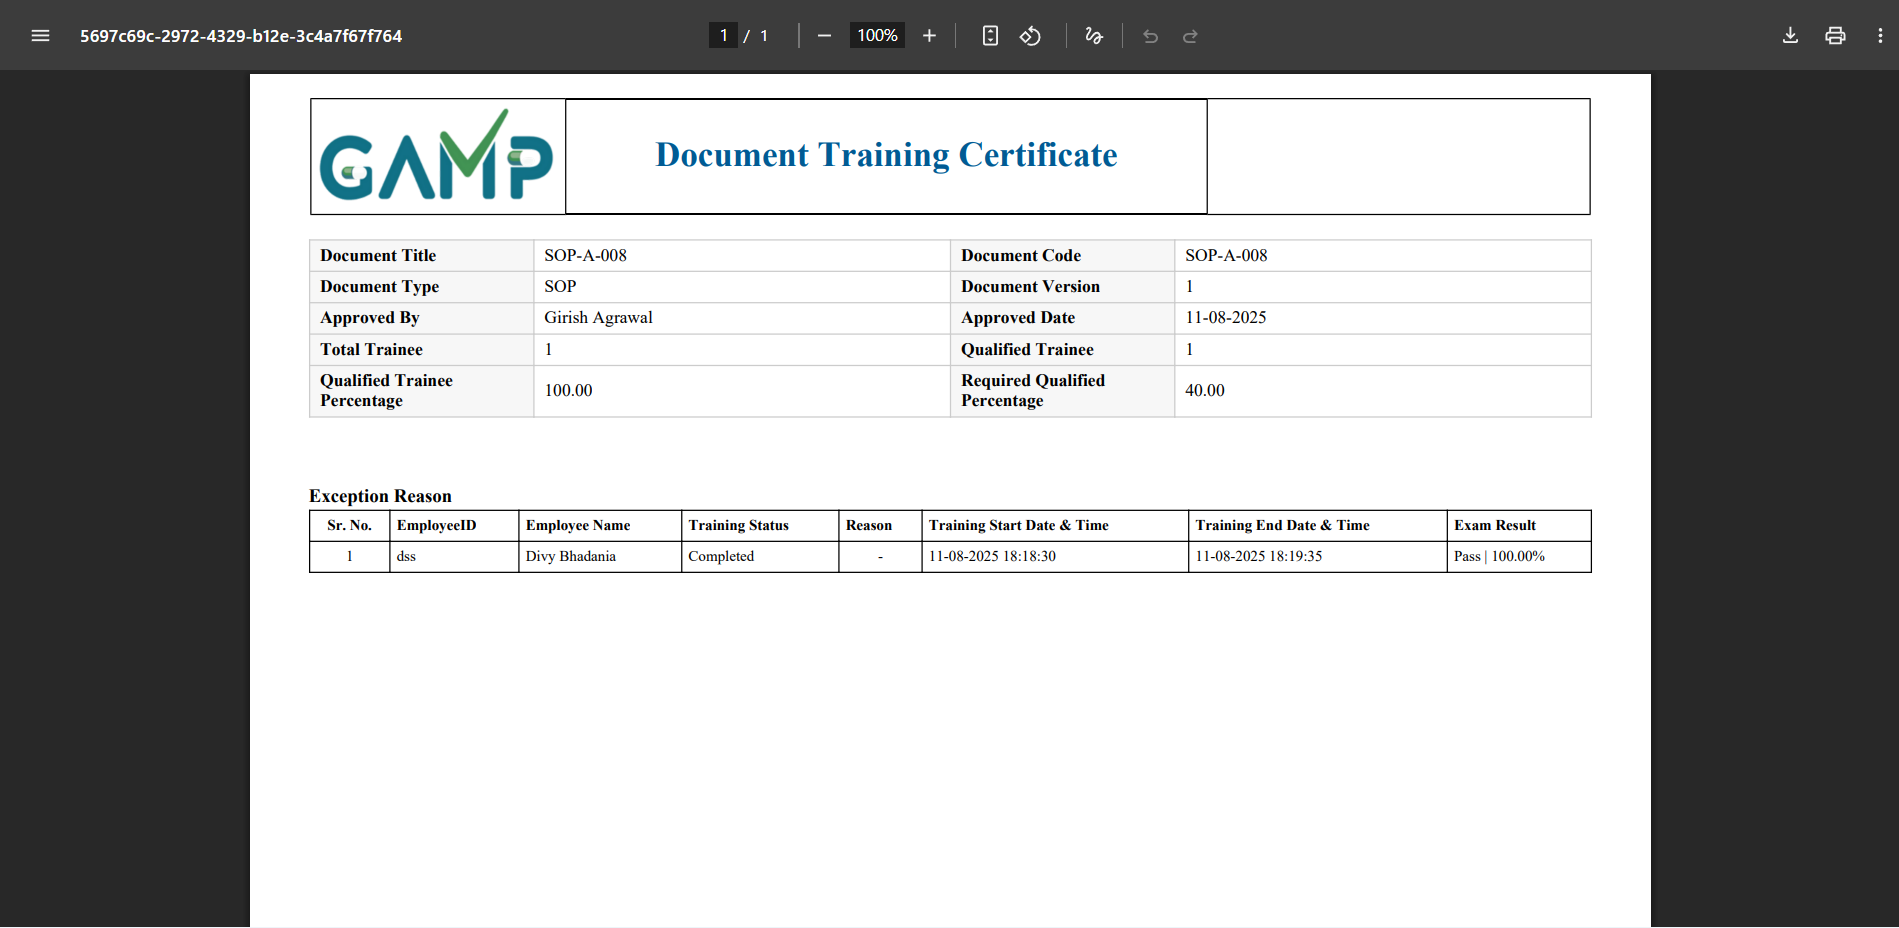 5697c69c-2972-4329-b12e-3c4a7f67f764
1 / 1
100%
GAMP
Document Training Certificate
Document Title SOP-A-008 Document Code SOP-A-008
Document Type SOP Document Version 1
Approved By Girish Agrawal Approved Date 11-08-2025
Total Trainee 1 Qualified Trainee 1
Qualified Trainee Percentage 100.00 Required Qualified Percentage 40.00
Exception Reason
Sr. No. EmployeeID Employee Name Training Status Reason Training Start Date & Time Training End Date & Time Exam Result
1 dss Divy Bhadania Completed - 11-08-2025 18:18:30 11-08-2025 18:19:35 Pass | 100.00%